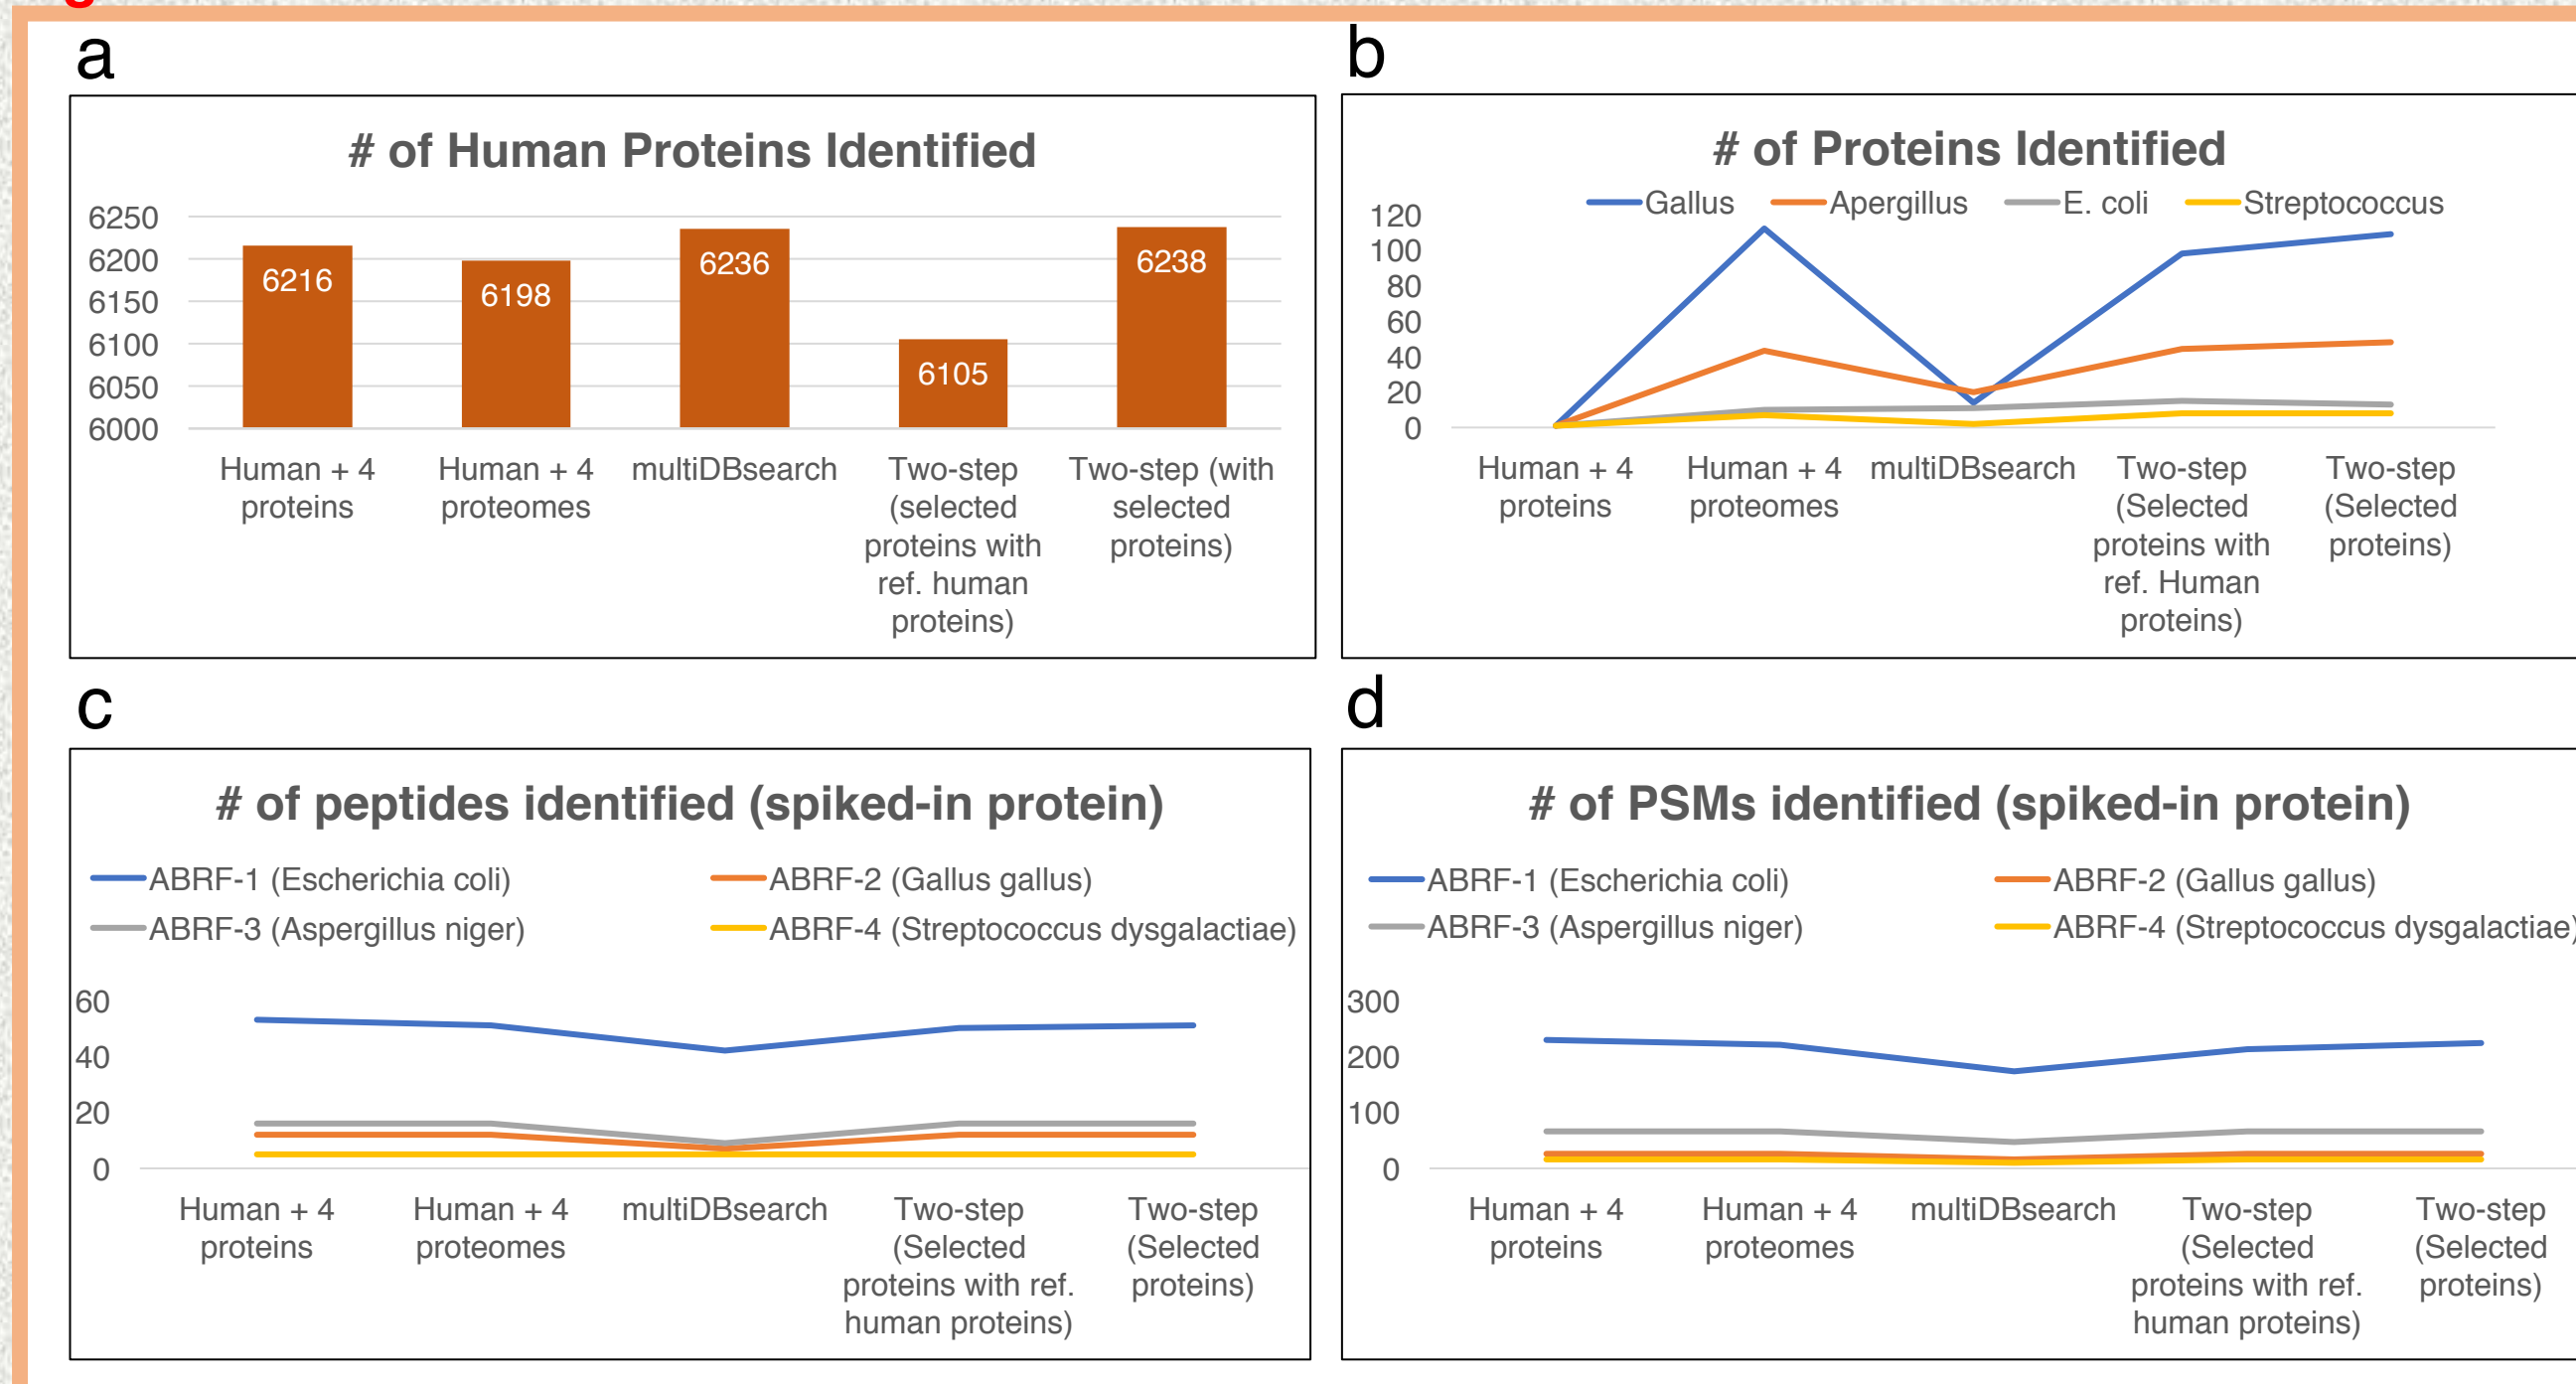 a
# of Human Proteins Identified
6250
6200
6150
6100
6050
6000
6216
6198
6236
6105
6238
Human + 4
proteins
Human + 4
proteomes
multiDBsearch
Two-step
(selected
proteins with
ref. human
proteins)
Two-step (with
selected
proteins)
b
# of Proteins Identified
Gallus Apergillus E. coli Streptococcus
120
100
80
60
40
20
0
Human + 4
proteins
Human + 4
proteomes
multiDBsearch
Two-step
(Selected
proteins with
ref. Human
proteins)
Two-step
(Selected
proteins)
c
# of peptides identified (spiked-in protein)
ABRF-1 (Escherichia coli) ABRF-2 (Gallus gallus)
ABRF-3 (Aspergillus niger) ABRF-4 (Streptococcus dysgalactiae)
60
40
20
0
Human + 4
proteins
Human + 4
proteomes
multiDBsearch
Two-step
(Selected
proteins with ref.
human proteins)
Two-step
(Selected
proteins)
d
# of PSMs identified (spiked-in protein)
ABRF-1 (Escherichia coli) ABRF-2 (Gallus gallus)
ABRF-3 (Aspergillus niger) ABRF-4 (Streptococcus dysgalactiae)
300
200
100
0
Human + 4
proteins
Human + 4
proteomes
multiDBsearch
Two-step
(Selected
proteins with ref.
human proteins)
Two-step
(Selected
proteins)